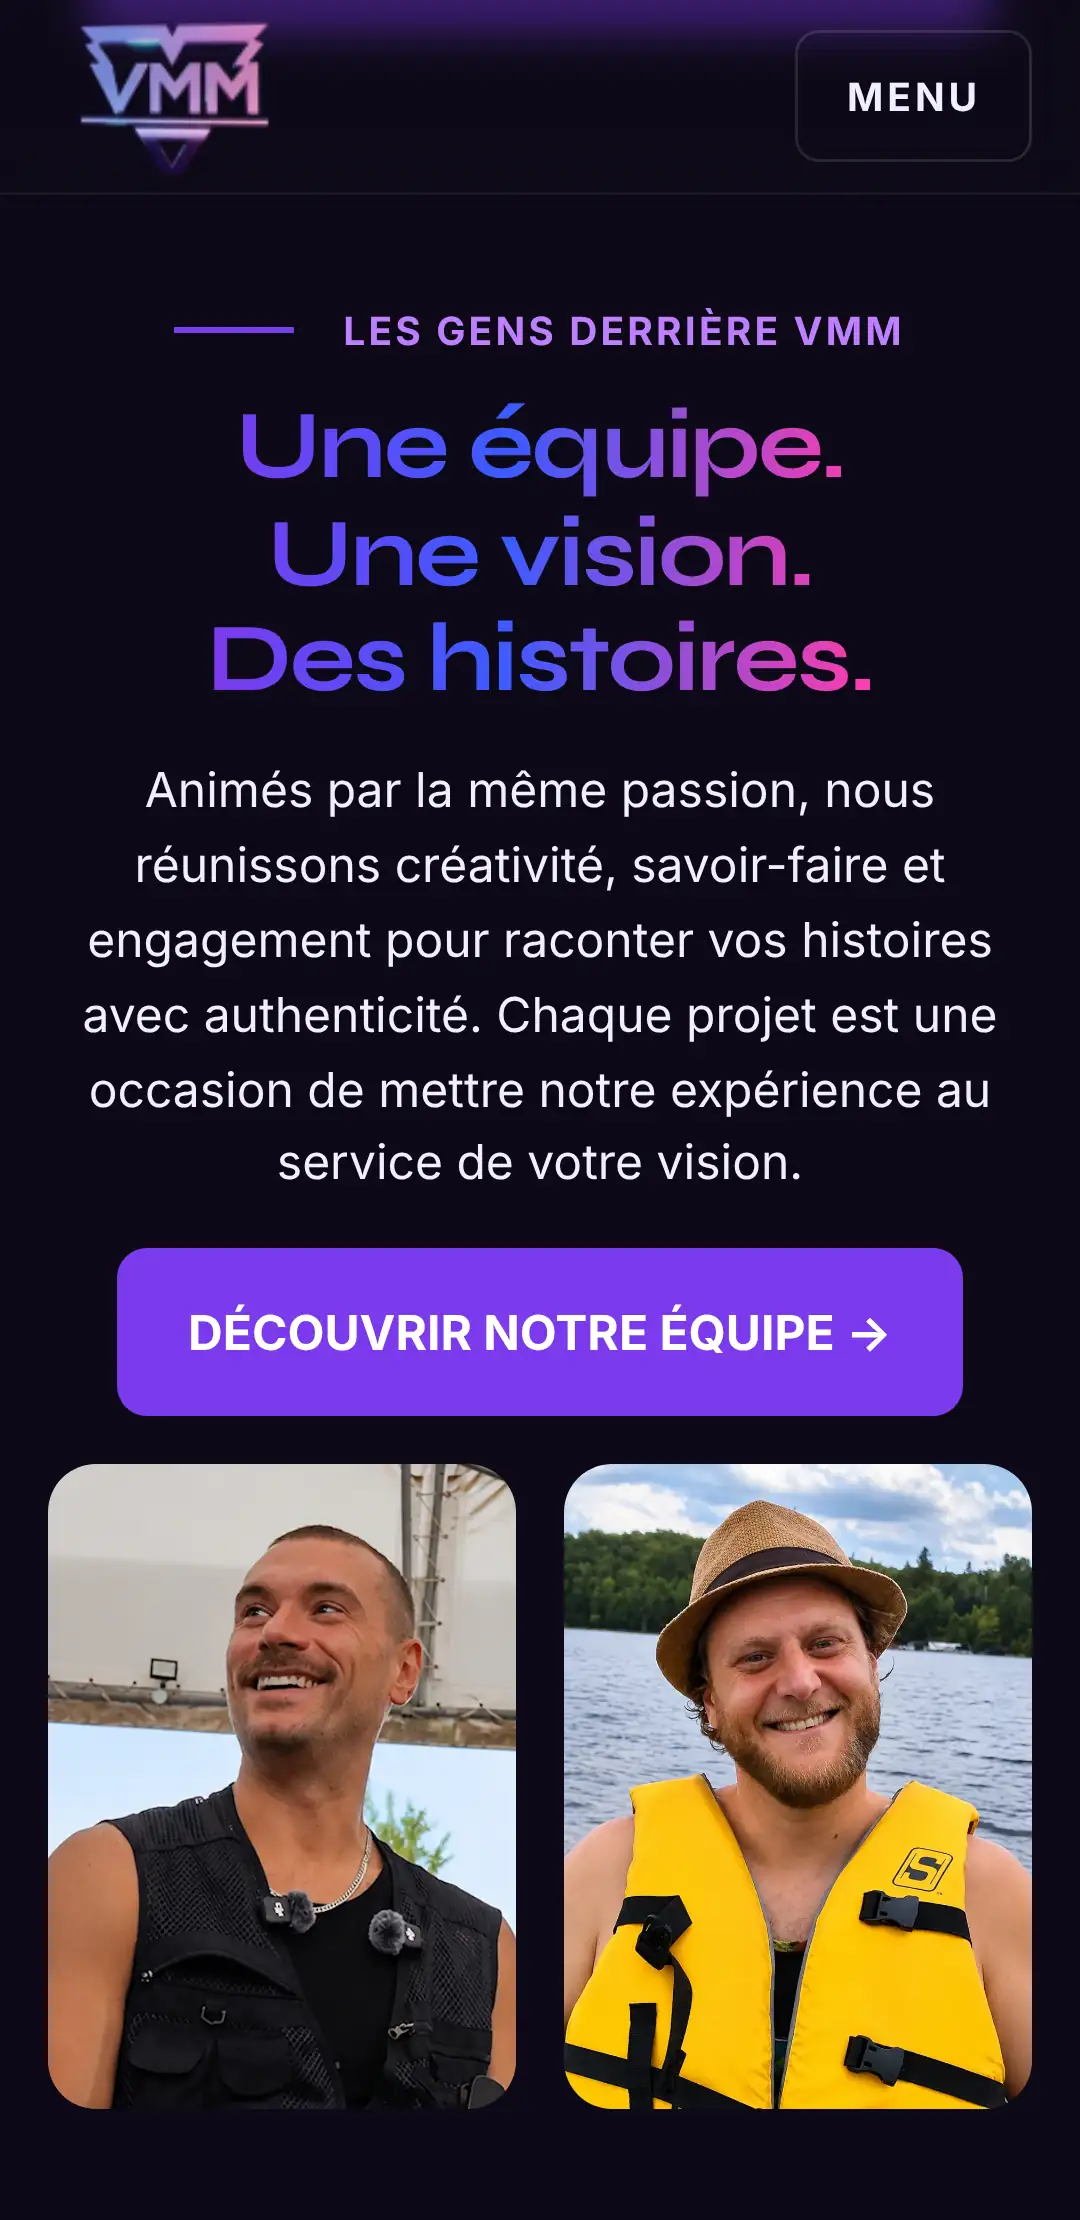 VMM
MENU
LES GENS DERRIÈRE VMM
Une équipe.
Une vision.
Des histoires.
Animés par la même passion, nous
réunissons créativité, savoir-faire et
engagement pour raconter vos histoires
avec authenticité. Chaque projet est une
occasion de mettre notre expérience au
service de votre vision.
DÉCOUVRIR NOTRE ÉQUIPE →
S